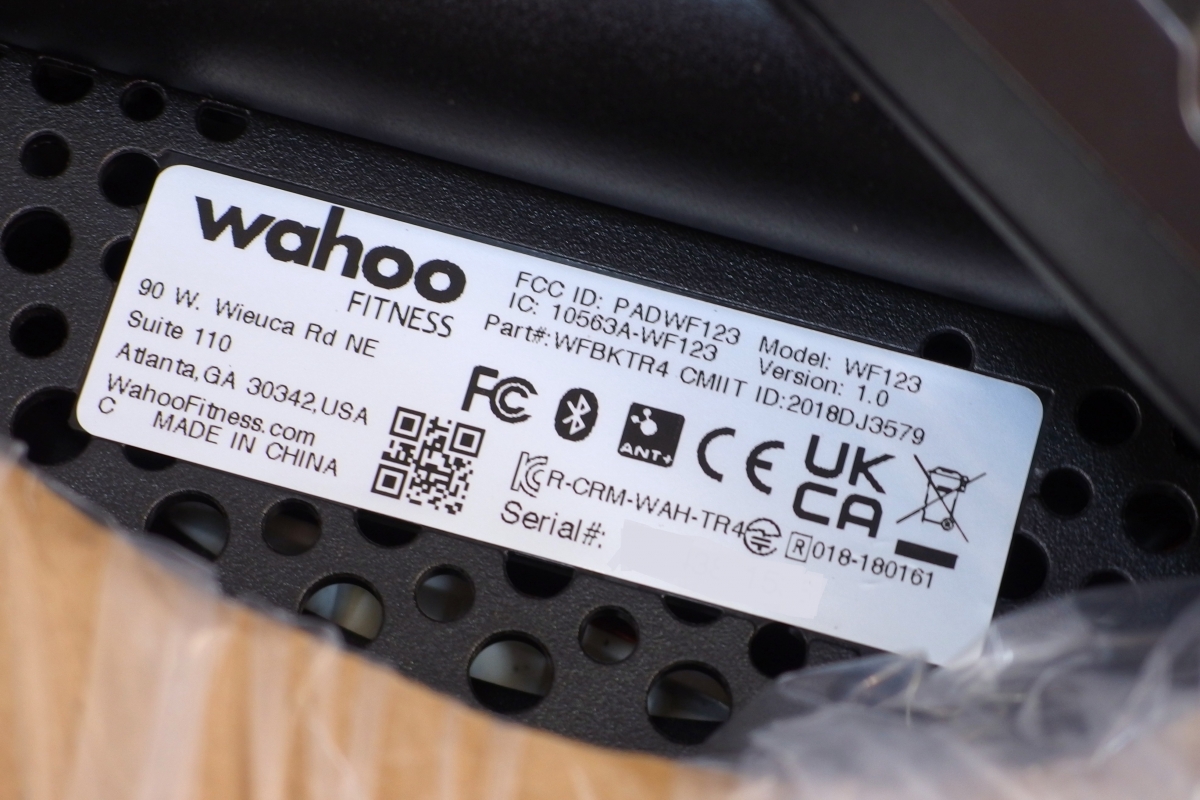 wahoo
FITNESS
90 W. Wieuca Rd NE
Suite 110
Atlanta,GA 30342,USA
WahooFitness.com
C
MADE IN CHINA
FCC ID: PADWF123
IC: 10563A-WF123
Part#:WFBKTR4 CMIIT ID:2018DJ3579
Model: WF123
Version: 1.0
FC
ANT+
CE
UK
CA
R-CRM-WAH-TR4
R 018-180161
Serial#: